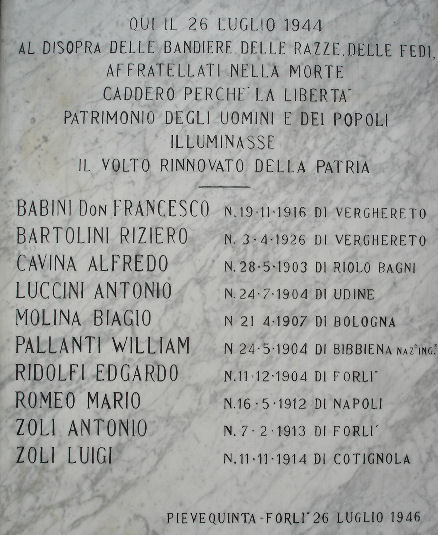 QUI IL 26 LUGLIO 1944
AL DISOPRA DELLE BANDIERE DELLE RAZZE, DELLE FEDI,
AFFRATELLATI NELLA MORTE
CADDERO PERCHE' LA LIBERTA'
PATRIMONIO DEGLI UOMINI E DEI POPOLI
ILLUMINASSE
IL VOLTO RINNOVATO DELLA PATRIA
BABINI DON FRANCESCO N. 19·11·1916 DI VERGHERETO
BARTOLINI RIZIERO N. 3·4·1926 DI VERGHERETO
CAVINA ALFREDO N. 28·5·1903 DI RIOLO BAGNI
LUCCINI ANTONIO N. 24·7·1904 DI UDINE
MOLINA BIAGIO N 21 4·1907 DI BOLOGNA
PALLANTI WILLIAM N 24·5·1904 DI BIBBIENA NAZ.º ING.º
RIDOLFI EDGARDO N. 11·12·1904 DI FORLI'
ROMEO MARIO N. 16·5·1912 DI NAPOLI
ZOLI ANTONIO N. 7·2·1913 DI FORLI'
ZOLI LUIGI N. 11·11·1914 DI COTIGNOLA
PIEVEQUINTA - FORLI' 26 LUGLIO 1946